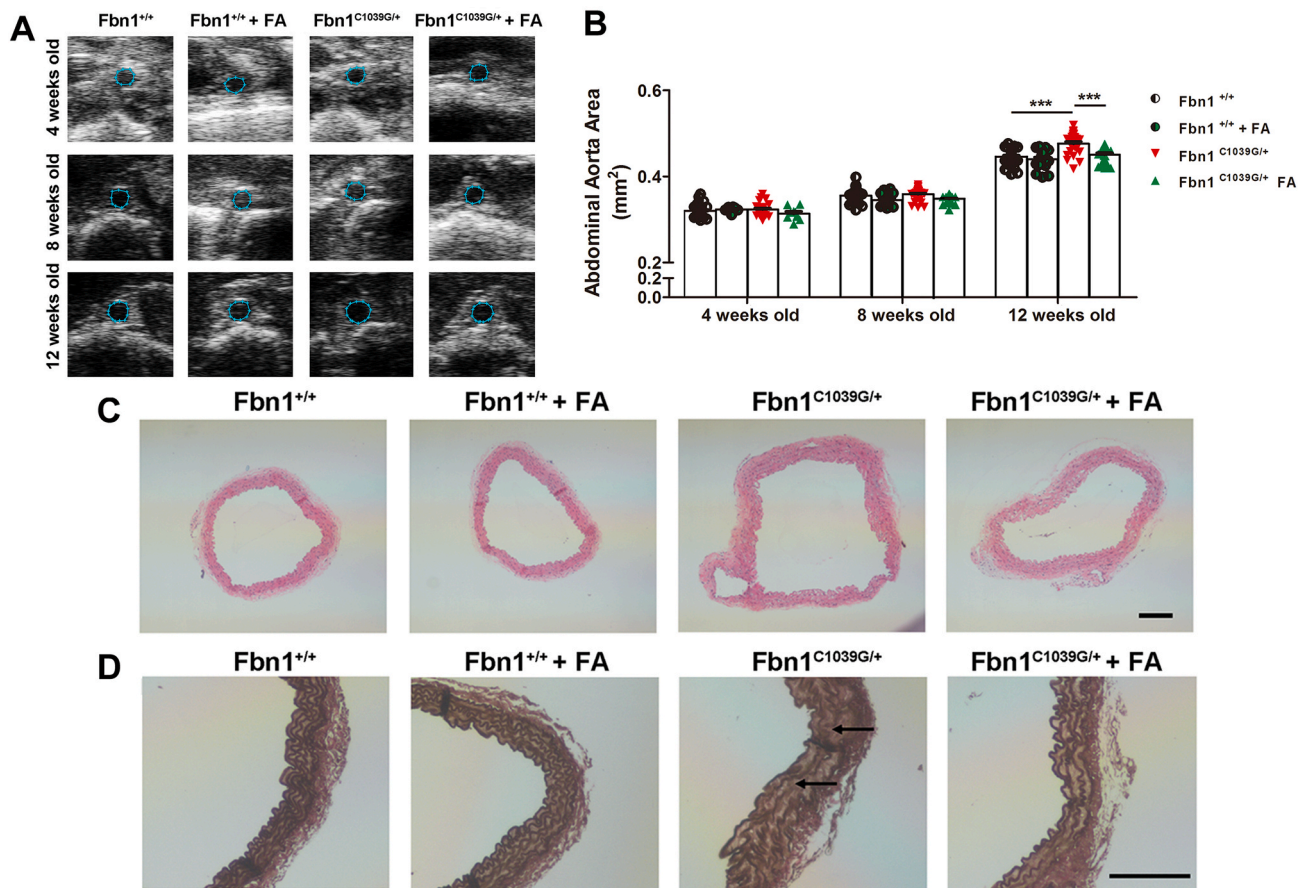 A
Fbn1+/+
Fbn1+/+ + FA
Fbn1C1039G/+
Fbn1C1039G/+ + FA
4 weeks old
8 weeks old
12 weeks old
B
Abdominal Aorta Area
(mm2)
0.6
0.4
0.2
0.2
0.0
***
***
4 weeks old
8 weeks old
12 weeks old
Fbn1 +/+
Fbn1 +/+ + FA
Fbn1 C1039G/+
Fbn1 C1039G/+ FA
C
Fbn1+/+
Fbn1+/+ + FA
Fbn1C1039G/+
Fbn1C1039G/+ + FA
D
Fbn1+/+
Fbn1+/+ + FA
Fbn1C1039G/+
Fbn1C1039G/+ + FA